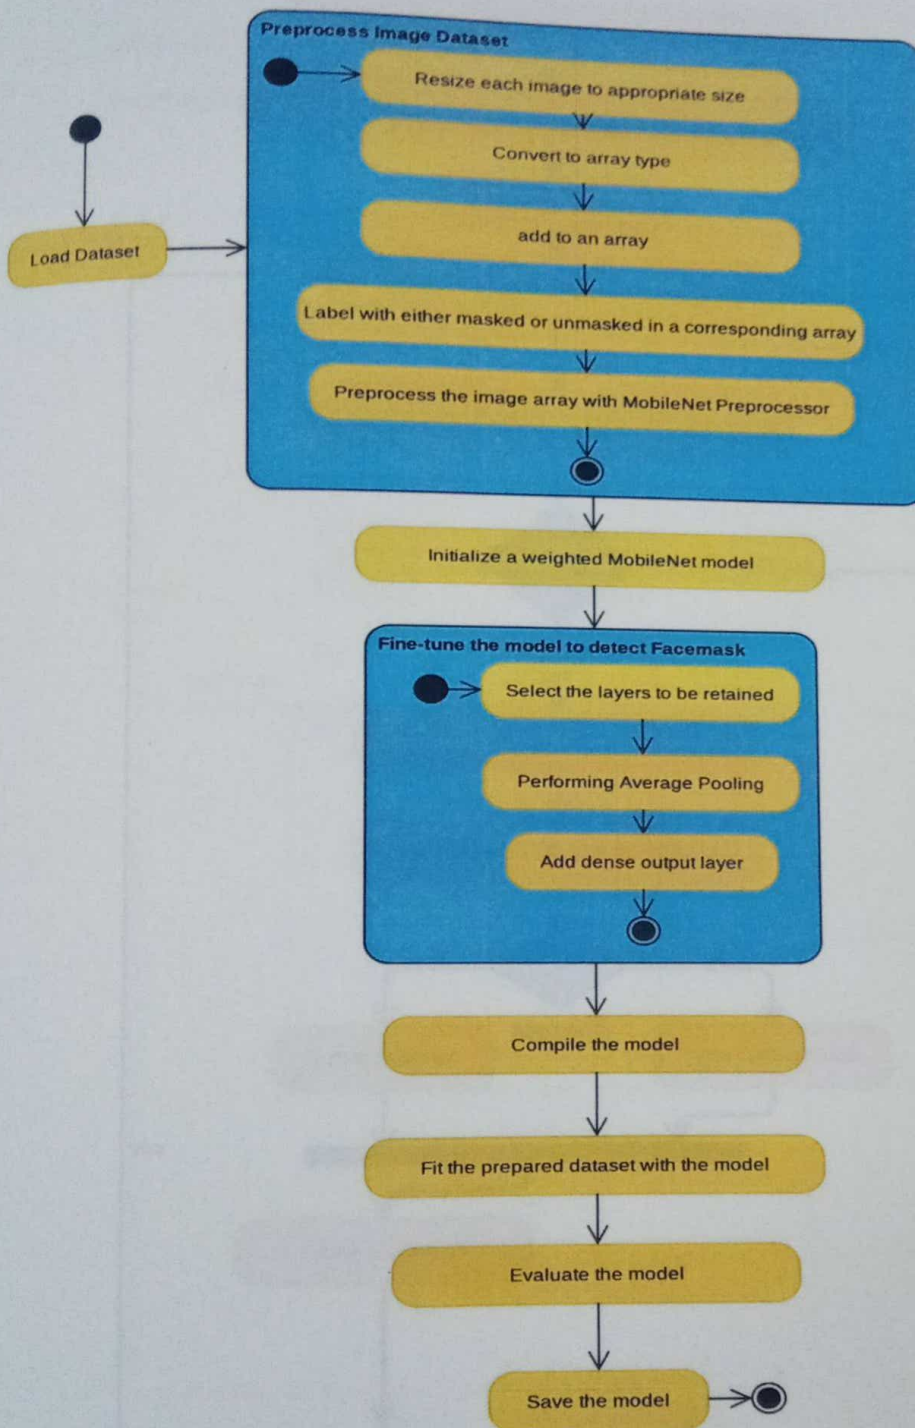 Preprocess Image Dataset
Resize each image to appropriate size
Convert to array type
add to an array
Load Dataset
Label with either masked or unmasked in a corresponding array
Preprocess the image array with MobileNet Preprocessor
Initialize a weighted MobileNet model
Fine-tune the model to detect Facemask
Select the layers to be retained
Performing Average Pooling
Add dense output layer
Compile the model
Fit the prepared dataset with the model
Evaluate the model
Save the model